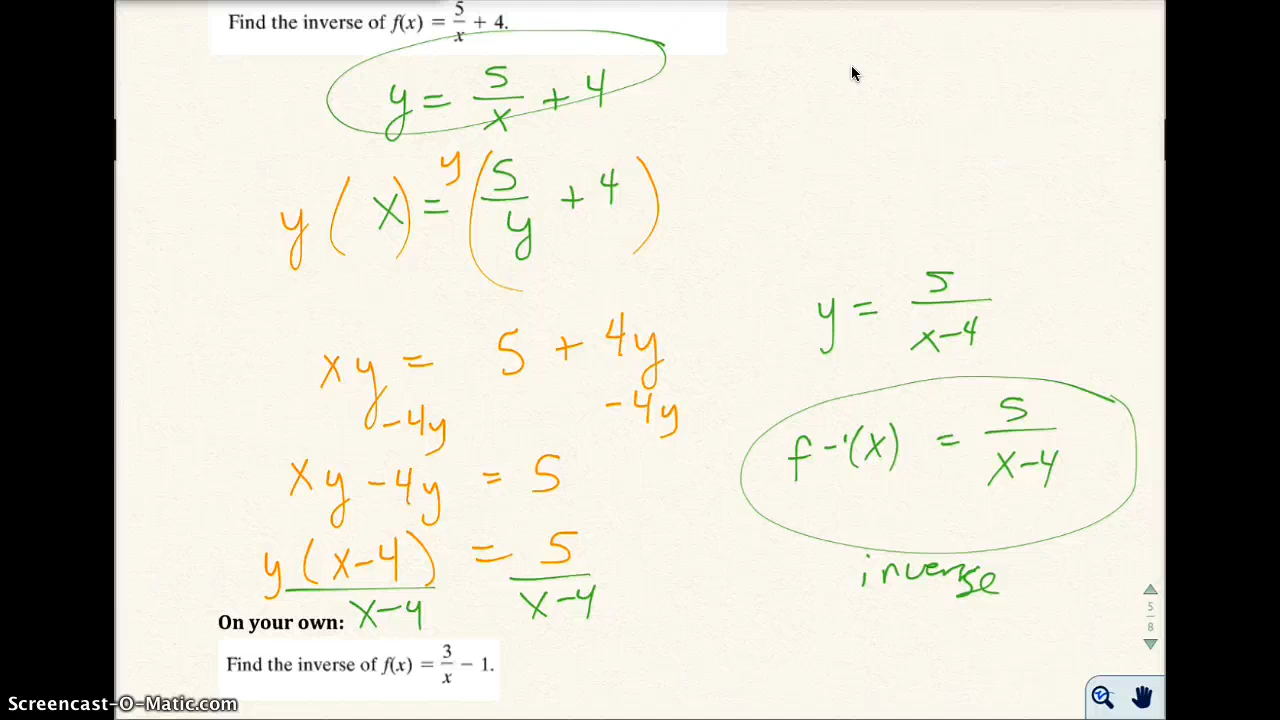 Find the inverse of f(x) = 5/x + 4.
y = 5/x + 4
y ( x ) = y ( 5/y + 4 )
xy = 5 + 4y
-4y -4y
xy - 4y = 5
y ( x - 4 ) = 5
x-4 x-4
y = 5/(x-4)
f-1(x) = 5/(x-4)
inverse
On your own:
Find the inverse of f(x) = 3/x - 1.
5
8
Screencast-O-Matic.com